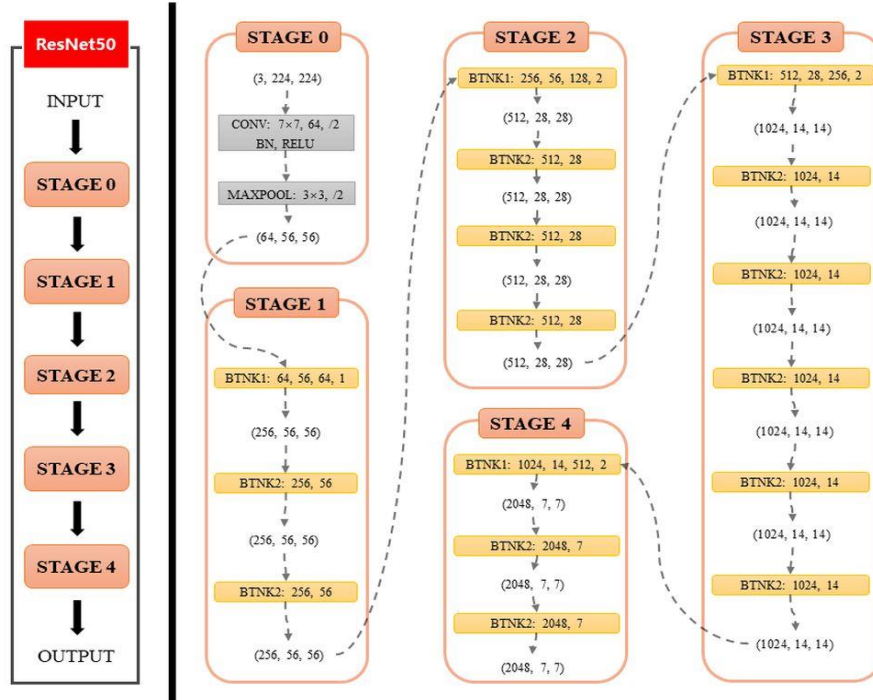 ResNet50
INPUT
STAGE 0
STAGE 1
STAGE 2
STAGE 3
STAGE 4
OUTPUT
STAGE 0
(3, 224, 224)
CONV: 7×7, 64, /2
BN, RELU
MAXPOOL: 3×3, /2
(64, 56, 56)
STAGE 1
BTNK1: 64, 56, 64, 1
(256, 56, 56)
BTNK2: 256, 56
(256, 56, 56)
BTNK2: 256, 56
(256, 56, 56)
STAGE 2
BTNK1: 256, 56, 128, 2
(512, 28, 28)
BTNK2: 512, 28
(512, 28, 28)
BTNK2: 512, 28
(512, 28, 28)
BTNK2: 512, 28
(512, 28, 28)
STAGE 3
BTNK1: 512, 28, 256, 2
(1024, 14, 14)
BTNK2: 1024, 14
(1024, 14, 14)
BTNK2: 1024, 14
(1024, 14, 14)
BTNK2: 1024, 14
(1024, 14, 14)
BTNK2: 1024, 14
(1024, 14, 14)
BTNK2: 1024, 14
(1024, 14, 14)
STAGE 4
BTNK1: 1024, 14, 512, 2
(2048, 7, 7)
BTNK2: 2048, 7
(2048, 7, 7)
BTNK2: 2048, 7
(2048, 7, 7)